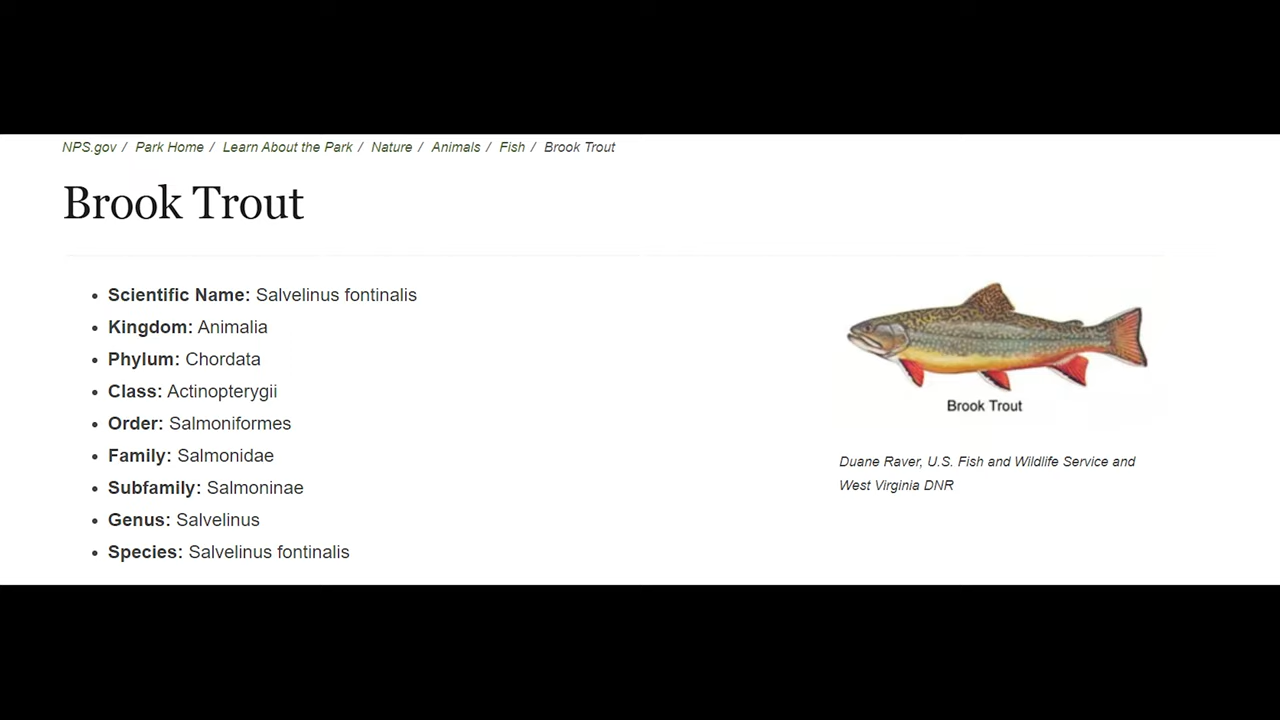 NPS.gov / Park Home / Learn About the Park / Nature / Animals / Fish / Brook Trout
Brook Trout
• Scientific Name: Salvelinus fontinalis
• Kingdom: Animalia
• Phylum: Chordata
• Class: Actinopterygii
• Order: Salmoniformes
• Family: Salmonidae
• Subfamily: Salmoninae
• Genus: Salvelinus
• Species: Salvelinus fontinalis
Brook Trout
Duane Raver, U.S. Fish and Wildlife Service and
West Virginia DNR